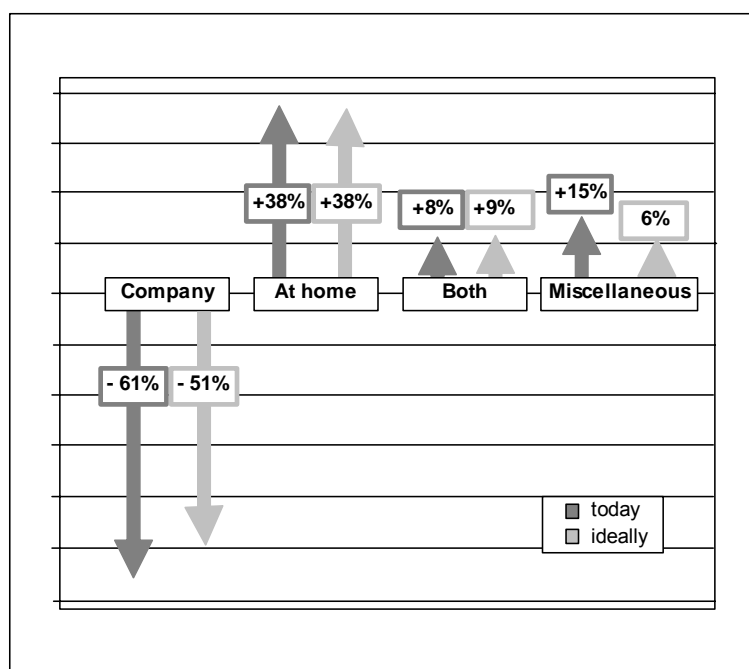 +38%
+38%
+8%
+9%
+15%
6%
Company
At home
Both
Miscellaneous
- 61%
- 51%
today
ideally